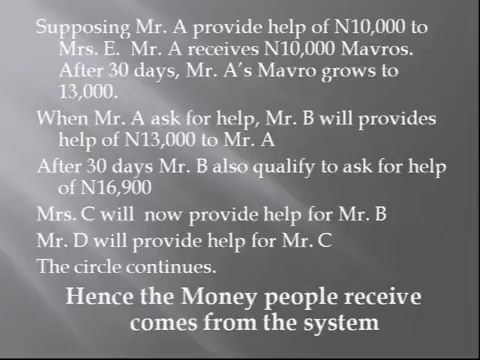 Supposing Mr. A provide help of N10,000 to
Mrs. E. Mr. A receives N10,000 Mavros.
After 30 days, Mr. A's Mavro grows to
13,000.
When Mr. A ask for help, Mr. B will provides
help of N13,000 to Mr. A
After 30 days Mr. B also qualify to ask for help
of N16,900
Mrs. C will now provide help for Mr. B
Mr. D will provide help for Mr. C
The circle continues.
Hence the Money people receive
comes from the system